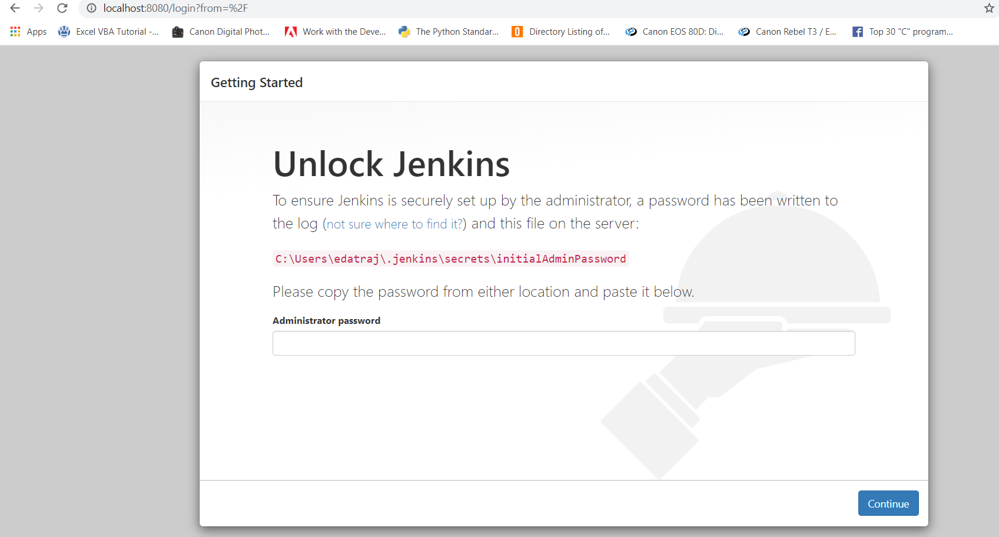 localhost:8080/login?from=%2F
Apps Excel VBA Tutorial -... Canon Digital Phot... Work with the Deve... The Python Standar... Directory Listing of... Canon EOS 80D: Di... Canon Rebel T3 / E... Top 30 "C" program...
Getting Started
Unlock Jenkins
To ensure Jenkins is securely set up by the administrator, a password has been written to
the log (not sure where to find it?) and this file on the server:
C:\Users\edatraj\.jenkins\secrets\initialAdminPassword
Please copy the password from either location and paste it below.
Administrator password
Continue